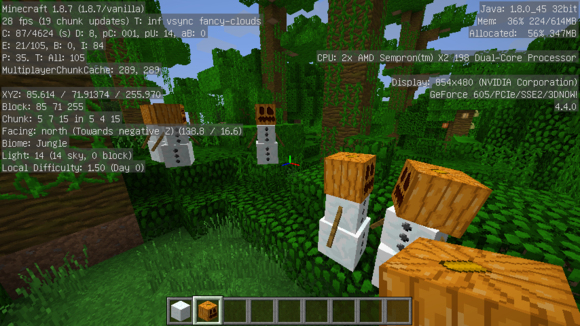 Minecraft 1.8.7 (1.8.7/vanilla)
28 fps (19 chunk updates) T: inf vsync fancy-clouds
C: 87/4624 (s) D: 8, pC: 001, pU: 14, aB: 0
E: 21/105, B: 0, I: 84
P: 35. T: All: 105
MultiplayerChunkCache: 289, 289
XYZ: 85.614 / 71.91374 / 255.970
Block: 85 71 255
Chunk: 5 7 15 in 5 4 15
Facing: north (Towards negative Z) (138.8 / 16.6)
Biome: Jungle
Light: 14 (14 sky, 0 block)
Local Difficulty: 1.50 (Day 0)
Java: 1.8.0_45 32bit
Mem: 36% 224/614MB
Allocated: 56% 347MB
CPU: 2x AMD Sempron(tm) X2 198 Dual-Core Processor
Display: 854x480 (NVIDIA Corporation)
GeForce 605/PCIe/SSE2/3DNOW!
4.4.0